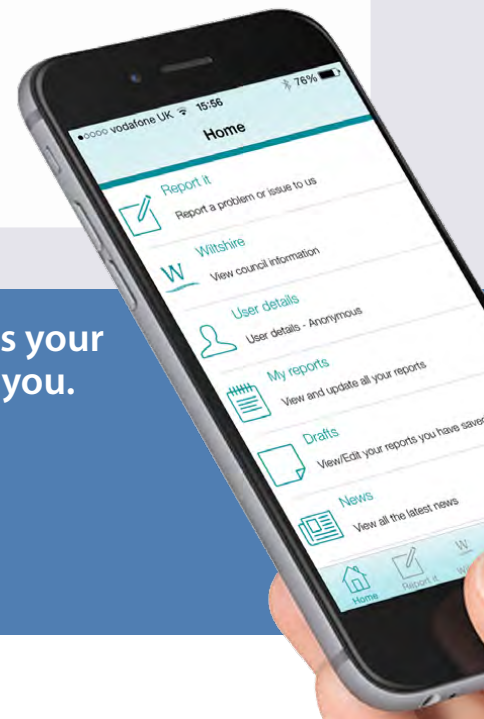 vodafone UK 15:56 76%
Home
Report it
Report a problem or issue to us
W
Wiltshire
View council information
User details
User details - Anonymous
My reports
View and update all your reports
Drafts
View/Edit your reports you have saved
News
View all the latest news
Home
Report it
W
s your
you.